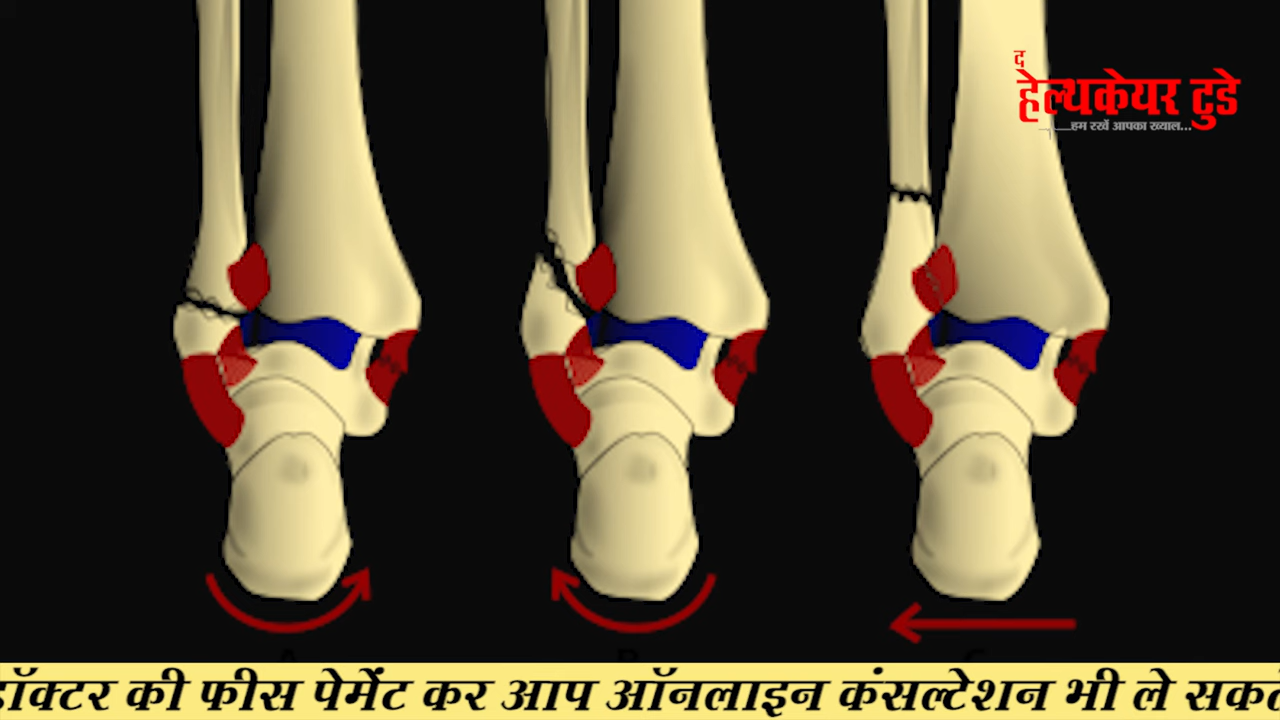 द
हेल्थकेयर टुडे
हम रखें आपका ख्याल...
डॉक्टर की फीस पेमेंट कर आप ऑनलाइन कंसल्टेशन भी ले सकते